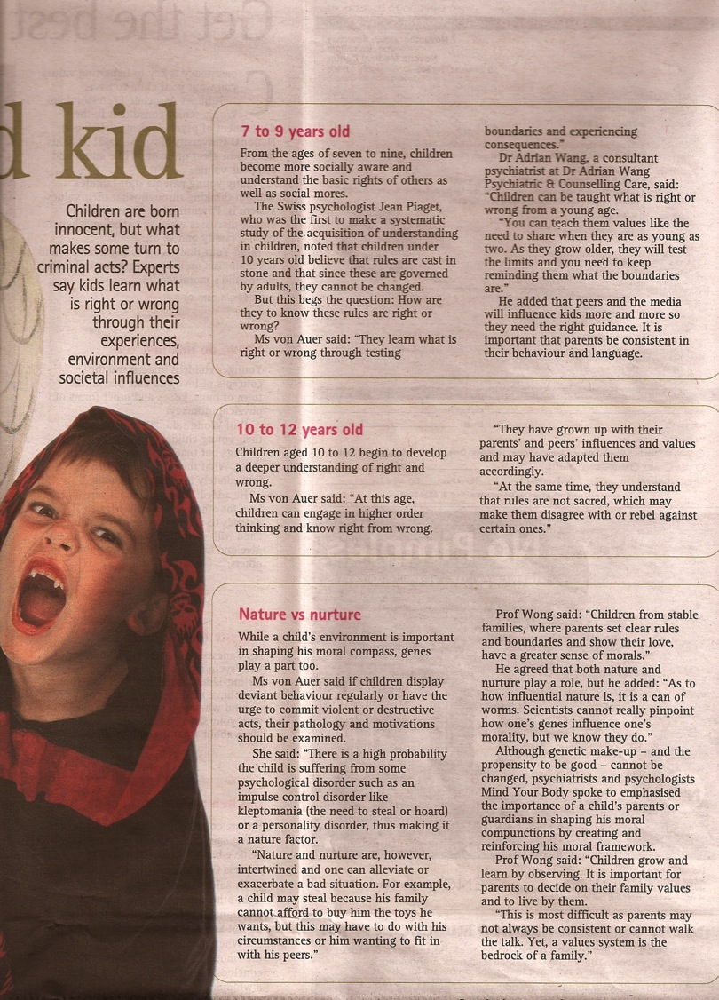 d kid
Children are born
innocent, but what
makes some turn to
criminal acts? Experts
say kids learn what
is right or wrong
through their
experiences,
environment and
societal influences
7 to 9 years old
From the ages of seven to nine, children
become more socially aware and
understand the basic rights of others as
well as social mores.
The Swiss psychologist Jean Piaget,
who was the first to make a systematic
study of the acquisition of understanding
in children, noted that children under
10 years old believe that rules are cast in
stone and that since these are governed
by adults, they cannot be changed.
But this begs the question: How are
they to know these rules are right or
wrong?
Ms von Auer said: “They learn what is
right or wrong through testing
boundaries and experiencing
consequences.”
Dr Adrian Wang, a consultant
psychiatrist at Dr Adrian Wang
Psychiatric & Counselling Care, said:
“Children can be taught what is right or
wrong from a young age.
“You can teach them values like the
need to share when they are as young as
two. As they grow older, they will test
the limits and you need to keep
reminding them what the boundaries
are.”
He added that peers and the media
will influence kids more and more so
they need the right guidance. It is
important that parents be consistent in
their behaviour and language.
10 to 12 years old
Children aged 10 to 12 begin to develop
a deeper understanding of right and
wrong.
Ms von Auer said: “At this age,
children can engage in higher order
thinking and know right from wrong.
“They have grown up with their
parents’ and peers’ influences and values
and may have adapted them
accordingly.
“At the same time, they understand
that rules are not sacred, which may
make them disagree with or rebel against
certain ones.”
Nature vs nurture
While a child’s environment is important
in shaping his moral compass, genes
play a part too.
Ms von Auer said if children display
deviant behaviour regularly or have the
urge to commit violent or destructive
acts, their pathology and motivations
should be examined.
She said: “There is a high probability
the child is suffering from some
psychological disorder such as an
impulse control disorder like
kleptomania (the need to steal or hoard)
or a personality disorder, thus making it
a nature factor.
“Nature and nurture are, however,
intertwined and one can alleviate or
exacerbate a bad situation. For example,
a child may steal because his family
cannot afford to buy him the toys he
wants, but this may have to do with his
circumstances or him wanting to fit in
with his peers.”
Prof Wong said: “Children from stable
families, where parents set clear rules
and boundaries and show their love,
have a greater sense of morals.”
He agreed that both nature and
nurture play a role, but he added: “As to
how influential nature is, it is a can of
worms. Scientists cannot really pinpoint
how one’s genes influence one’s
morality, but we know they do.”
Although genetic make-up – and the
propensity to be good – cannot be
changed, psychiatrists and psychologists
Mind Your Body spoke to emphasised
the importance of a child’s parents or
guardians in shaping his moral
compunctions by creating and
reinforcing his moral framework.
Prof Wong said: “Children grow and
learn by observing. It is important for
parents to decide on their family values
and to live by them.
“This is most difficult as parents may
not always be consistent or cannot walk
the talk. Yet, a values system is the
bedrock of a family.”